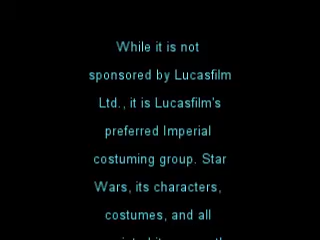 While it is not
sponsored by Lucasfilm
Ltd., it is Lucasfilm's
preferred Imperial
costuming group. Star
Wars, its characters,
costumes, and all